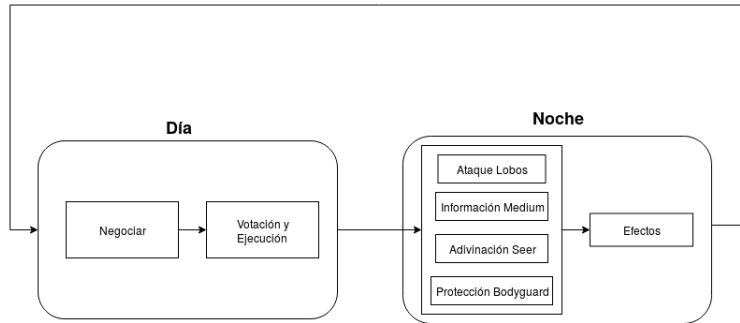 Día
Negociar
Votación y
Ejecución
Noche
Ataque Lobos
Información Medium
Adivinación Seer
Protección Bodyguard
Efectos